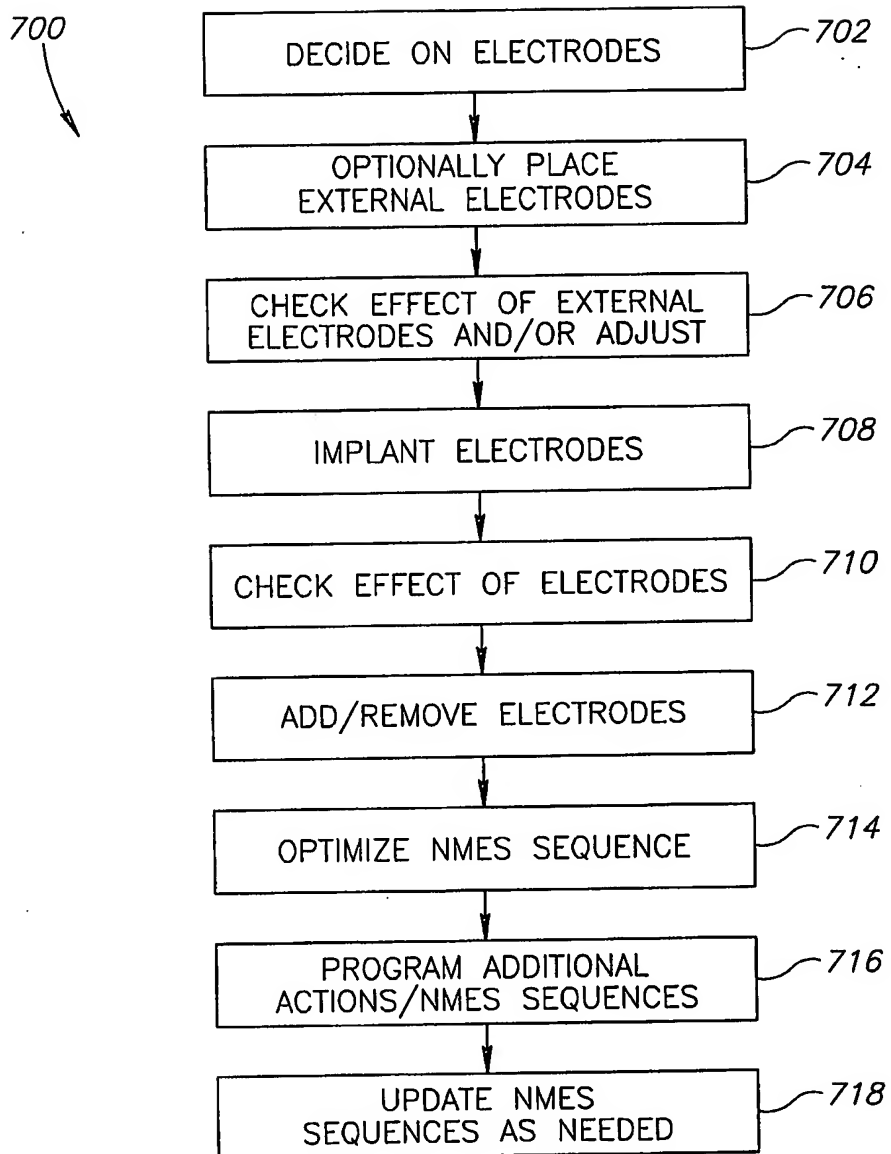 700
DECIDE ON ELECTRODES
702
OPTIONALLY PLACE
EXTERNAL ELECTRODES
704
CHECK EFFECT OF EXTERNAL
ELECTRODES AND/OR ADJUST
706
IMPLANT ELECTRODES
708
CHECK EFFECT OF ELECTRODES
710
ADD/REMOVE ELECTRODES
712
OPTIMIZE NMES SEQUENCE
714
PROGRAM ADDITIONAL
ACTIONS/NMES SEQUENCES
716
UPDATE NMES
SEQUENCES AS NEEDED
718